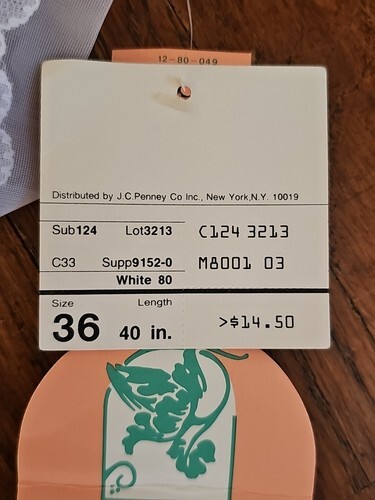 12-80-049
Distributed by J.C.Penney Co Inc., New York,N.Y. 10019
Sub124 Lot3213 C124 3213
C33 Supp9152-0 M8001 03
White 80
Size Length
36 40 in. >$14.50